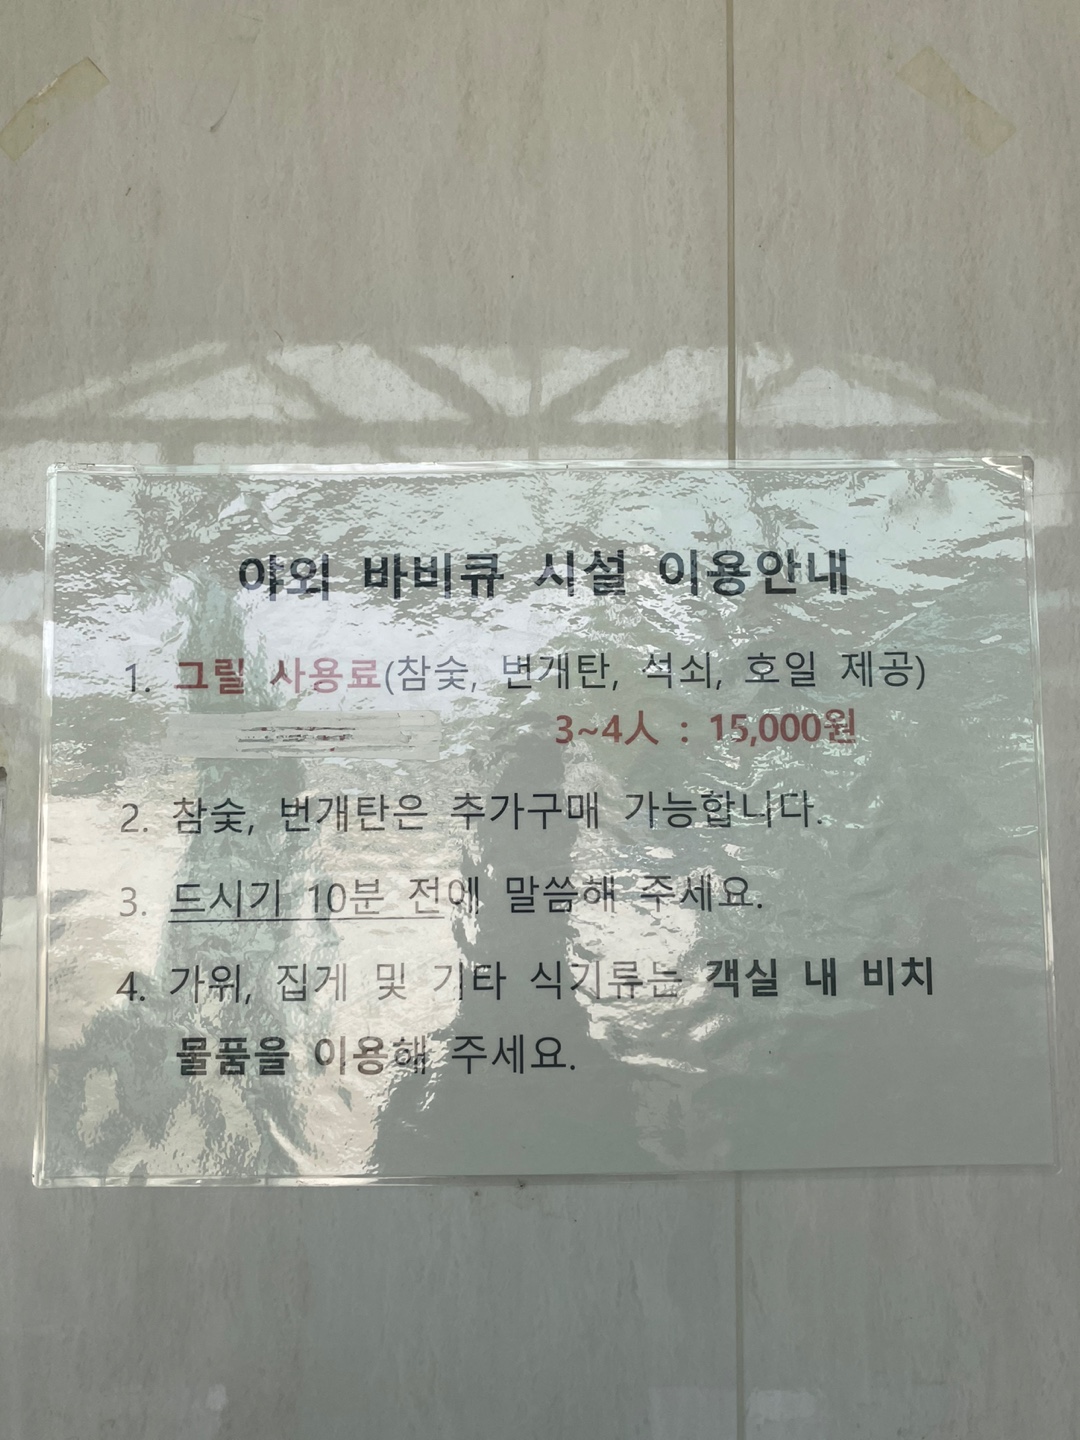 야외 바비큐 시설 이용안내
1. 그릴 사용료(참숯, 번개탄, 석쇠, 호일 제공)
3~4人 : 15,000원
2. 참숯, 번개탄은 추가구매 가능합니다.
3. 드시기 10분 전에 말씀해 주세요.
4. 가위, 집게 및 기타 식기류는 객실 내 비치
물품을 이용해 주세요.